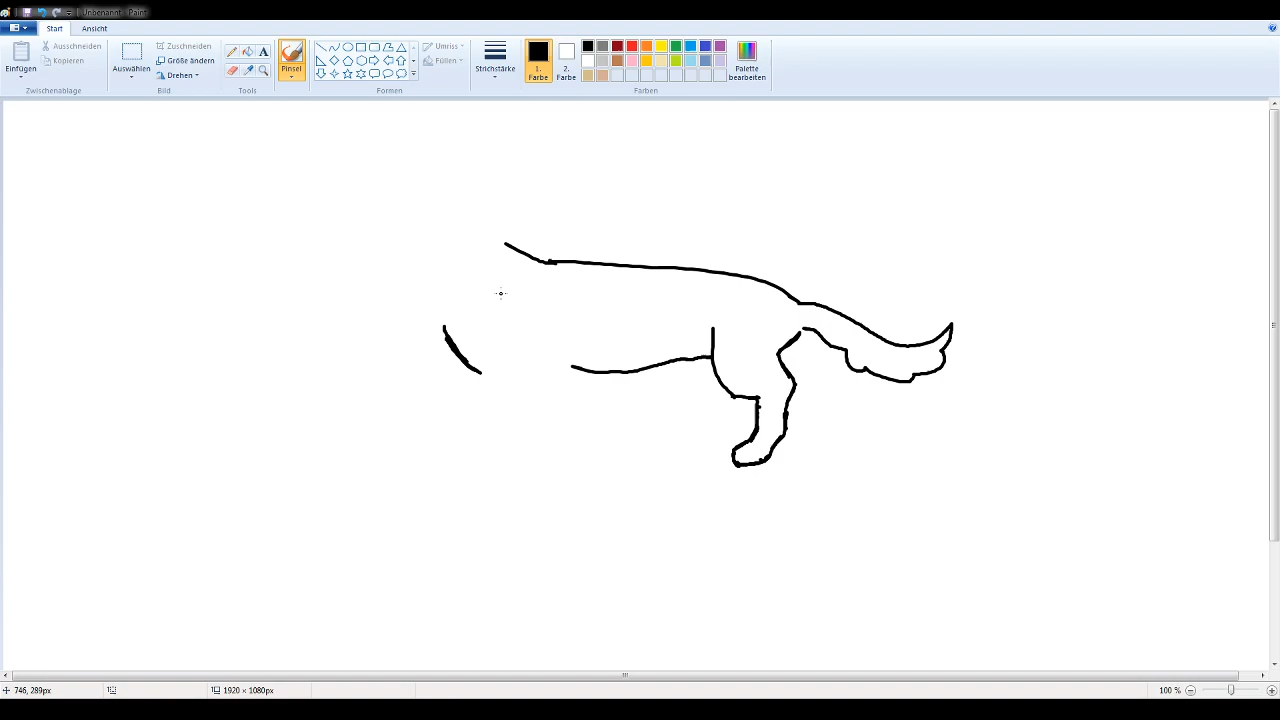 Unbenannt - Paint
Start
Ansicht
Einfügen
Ausschneiden
Kopieren
Zwischenablage
Auswählen
Zuschneiden
Größe ändern
Drehen
Bild
A
Tools
Pinsel
Umriss
Füllen
Formen
Strichstärke
1.
Farbe
2.
Farbe
Palette
bearbeiten
Farben
746, 289px
1920 × 1080px
100 %